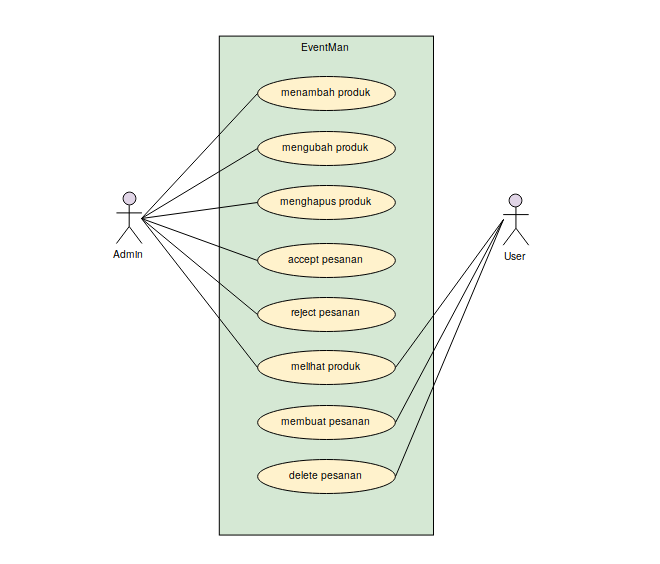 EventMan
menambah produk
mengubah produk
menghapus produk
Admin
User
accept pesanan
reject pesanan
melihat produk
membuat pesanan
delete pesanan